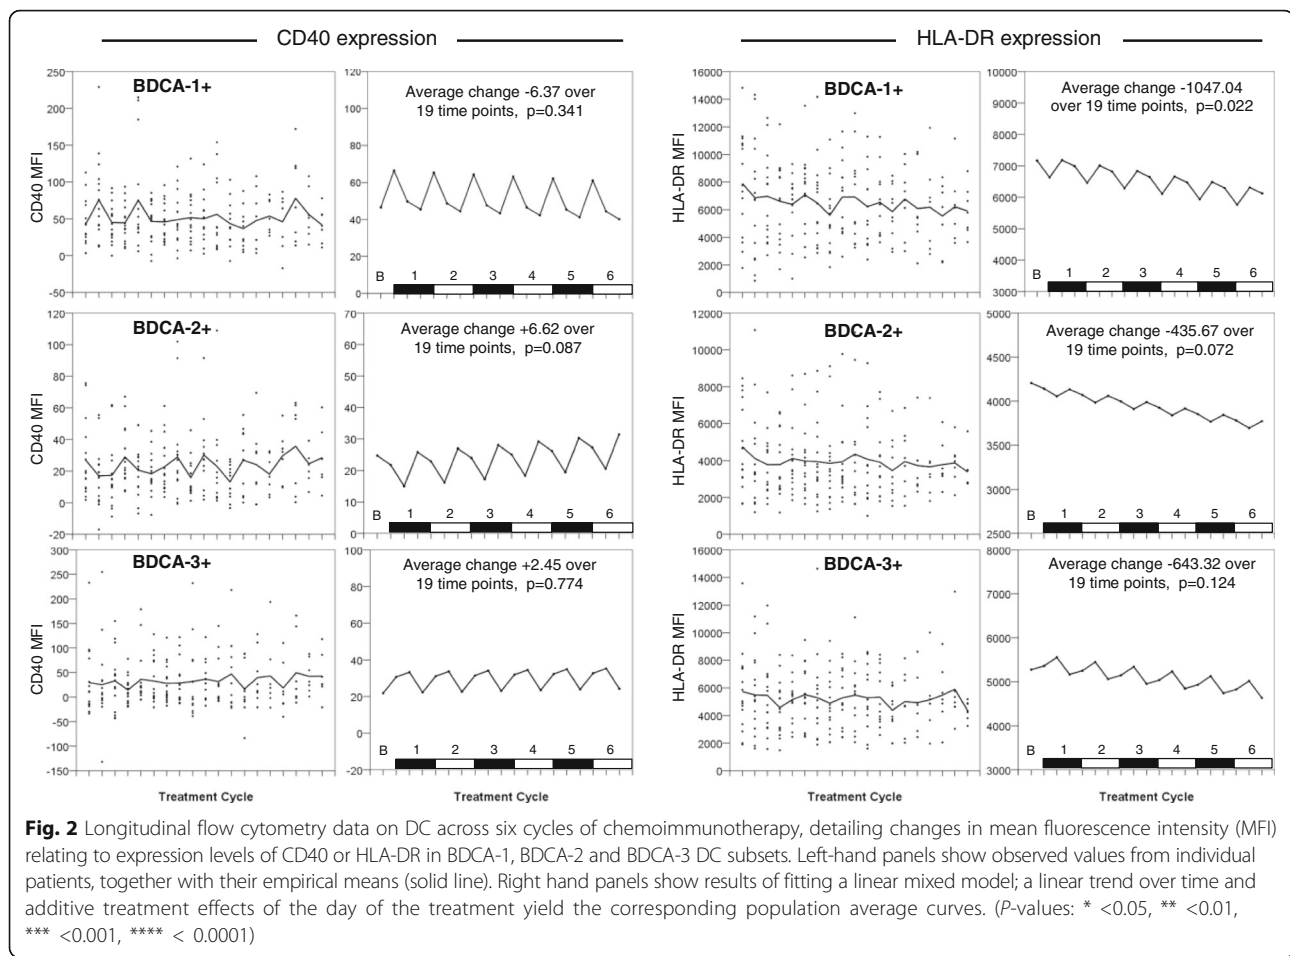 CD40 expression
HLA-DR expression
BDCA-1+
CD40 MFI
250
200
150
100
50
0
-50
Average change -6.37 over
19 time points, p=0.341
120
100
80
60
40
20
0
B 1 2 3 4 5 6
BDCA-1+
HLA-DR MFI
16000
14000
12000
10000
8000
6000
4000
2000
0
Average change -1047.04
over 19 time points, p=0.022
10000
9000
8000
7000
6000
5000
4000
3000
B 1 2 3 4 5 6
BDCA-2+
CD40 MFI
120
100
80
60
40
20
0
-20
Average change +6.62 over
19 time points, p=0.087
70
60
50
40
30
20
10
0
B 1 2 3 4 5 6
BDCA-2+
HLA-DR MFI
12000
10000
8000
6000
4000
2000
0
Average change -435.67 over
19 time points, p=0.072
5000
4500
4000
3500
3000
2500
B 1 2 3 4 5 6
BDCA-3+
CD40 MFI
300
250
200
150
100
50
0
-50
-100
-150
Treatment Cycle
Average change +2.45 over
19 time points, p=0.774
100
80
60
40
20
0
-20
B 1 2 3 4 5 6
Treatment Cycle
BDCA-3+
HLA-DR MFI
16000
14000
12000
10000
8000
6000
4000
2000
0
Treatment Cycle
Average change -643.32 over
19 time points, p=0.124
8000
7000
6000
5000
4000
3000
B 1 2 3 4 5 6
Treatment Cycle
Fig. 2 Longitudinal flow cytometry data on DC across six cycles of chemoimmunotherapy, detailing changes in mean fluorescence intensity (MFI)
relating to expression levels of CD40 or HLA-DR in BDCA-1, BDCA-2 and BDCA-3 DC subsets. Left-hand panels show observed values from individual
patients, together with their empirical means (solid line). Right hand panels show results of fitting a linear mixed model; a linear trend over time and
additive treatment effects of the day of the treatment yield the corresponding population average curves. (P-values: * <0.05, ** <0.01,
*** <0.001, **** < 0.0001)